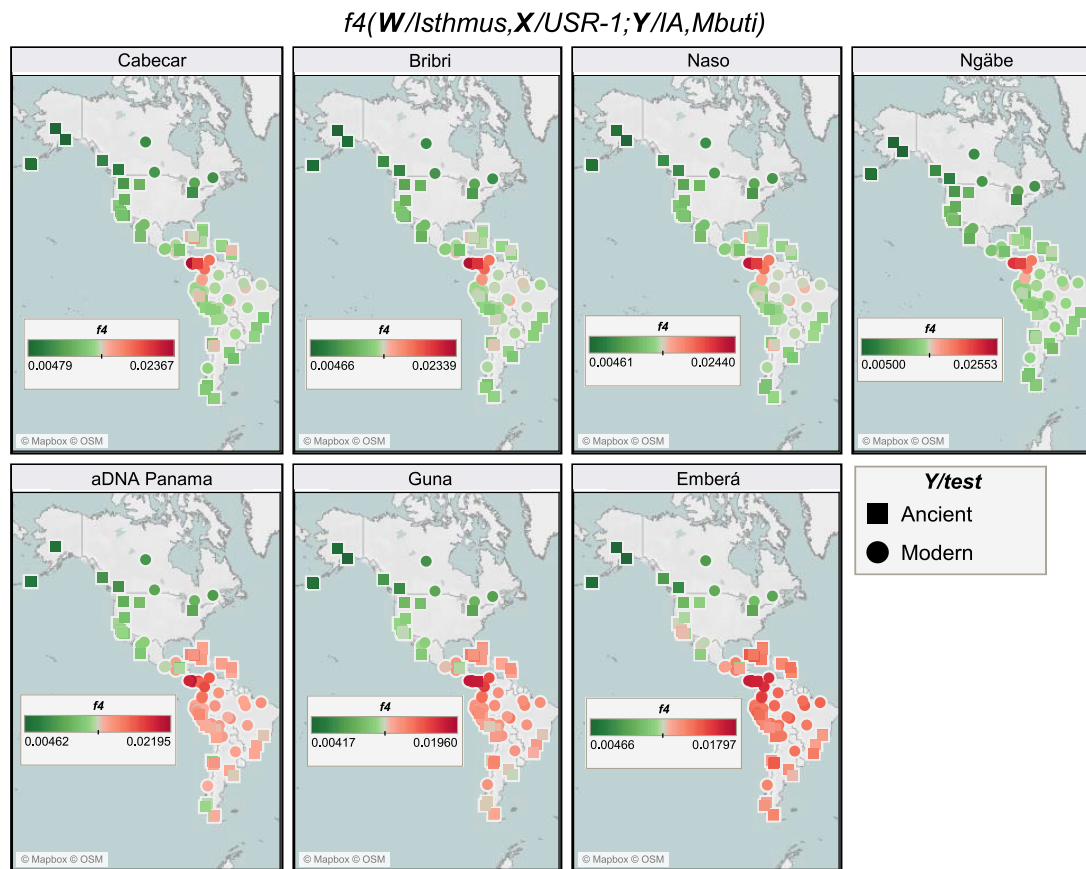 f4(W/Isthmus,X/USR-1;Y/IA,Mbuti)
Cabecar
f4
0.00479 0.02367
© Mapbox © OSM
Bribri
f4
0.00466 0.02339
© Mapbox © OSM
Naso
f4
0.00461 0.02440
© Mapbox © OSM
Ngäbe
f4
0.00500 0.02553
© Mapbox © OSM
aDNA Panama
f4
0.00462 0.02195
© Mapbox © OSM
Guna
f4
0.00417 0.01960
© Mapbox © OSM
Emberá
f4
0.00466 0.01797
© Mapbox © OSM
Y/test
Ancient
Modern